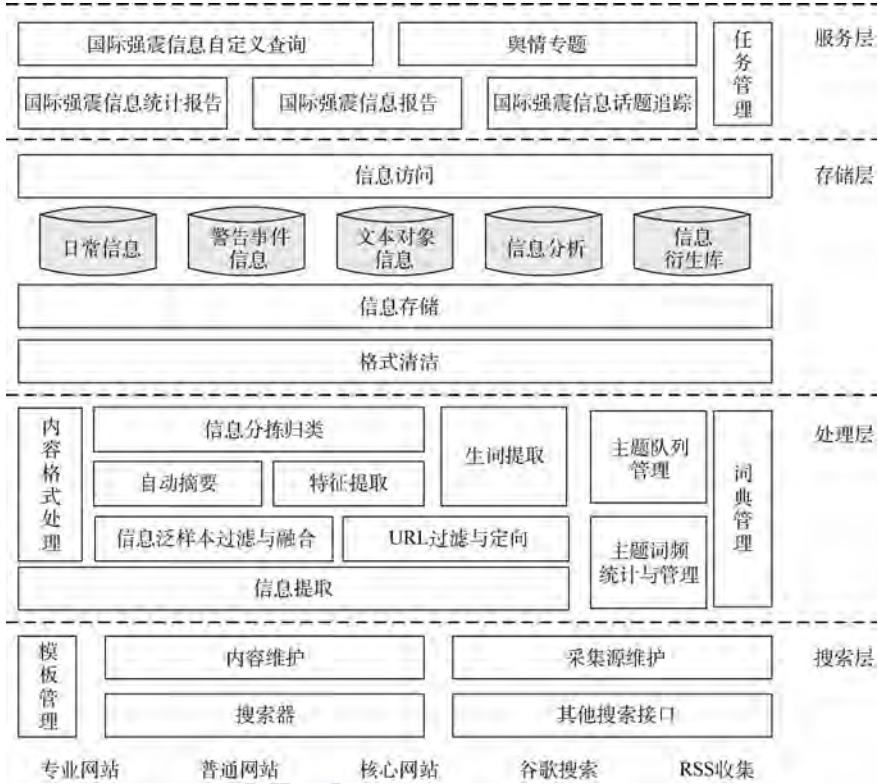 国际强震信息自定义查询
舆情专题
任务管理
服务层
国际强震信息统计报告
国际强震信息报告
国际强震信息话题追踪
信息访问
存储层
日常信息
警告事件
信息
文本对象
信息
信息分析
信息
衍生库
信息存储
格式清洁
内容格式处理
信息分拣归类
生词提取
主题队列
管理
词典管理
处理层
自动摘要
特征提取
信息泛样本过滤与融合
URL过滤与定向
主题词频
统计与管理
信息提取
模板管理
内容维护
采集源维护
搜索层
搜索器
其他搜索接口
专业网站
普通网站
核心网站
谷歌搜索
RSS收集